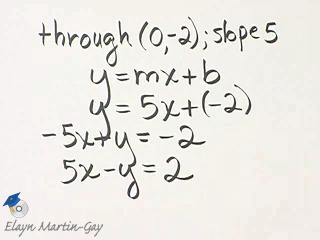 through (0,-2); slope 5
y = mx + b
y = 5x + (-2)
-5x + y = -2
5x - y = 2
Elayn Martin-Gay